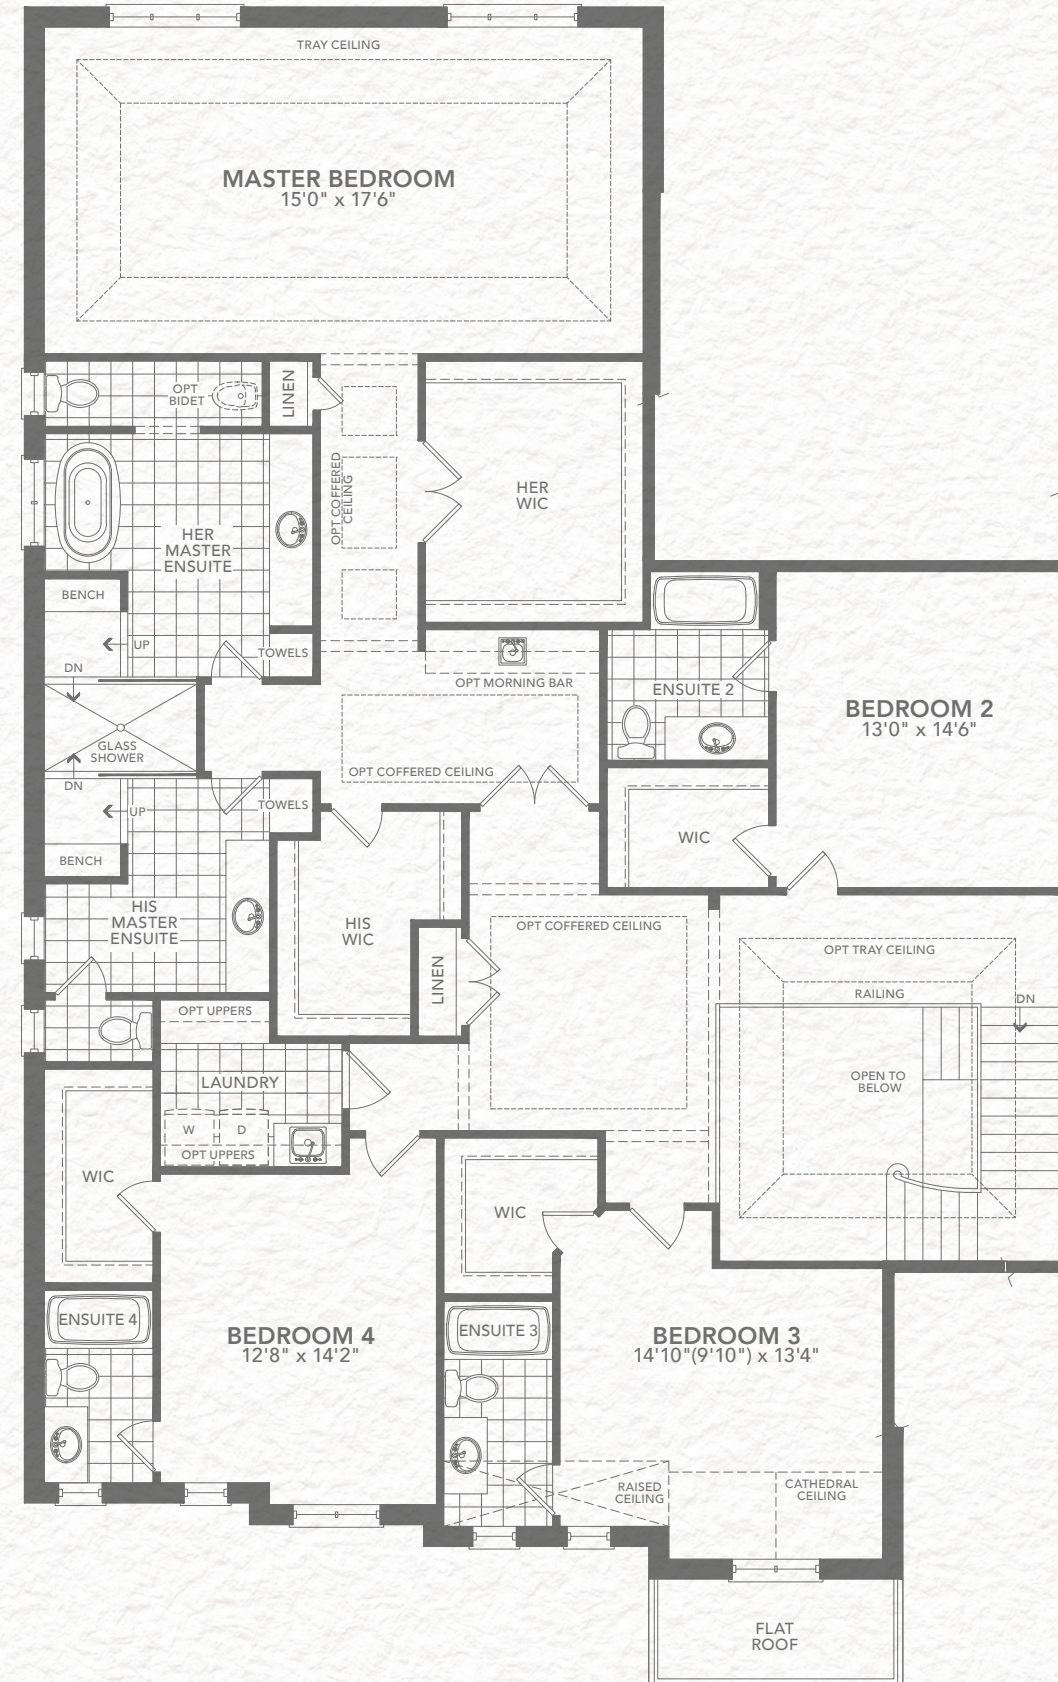 TRAY CEILING
MASTER BEDROOM
15'0" x 17'6"
OPT
BIDET
LINEN
OPT COFFERED
CEILING
HER
WIC
HER
MASTER
ENSUITE
BENCH
UP
DN
TOWELS
OPT MORNING BAR
ENSUITE 2
BEDROOM 2
13'0" x 14'6"
GLASS
SHOWER
OPT COFFERED CEILING
DN
UP
TOWELS
BENCH
WIC
HIS
MASTER
ENSUITE
HIS
WIC
LINEN
OPT COFFERED CEILING
OPT TRAY CEILING
RAILING
DN
OPT UPPERS
LAUNDRY
OPEN TO
BELOW
W
D
OPT UPPERS
WIC
WIC
ENSUITE 4
BEDROOM 4
12'8" x 14'2"
ENSUITE 3
BEDROOM 3
14'10"(9'10") x 13'4"
RAISED
CEILING
CATHEDRAL
CEILING
FLAT
ROOF